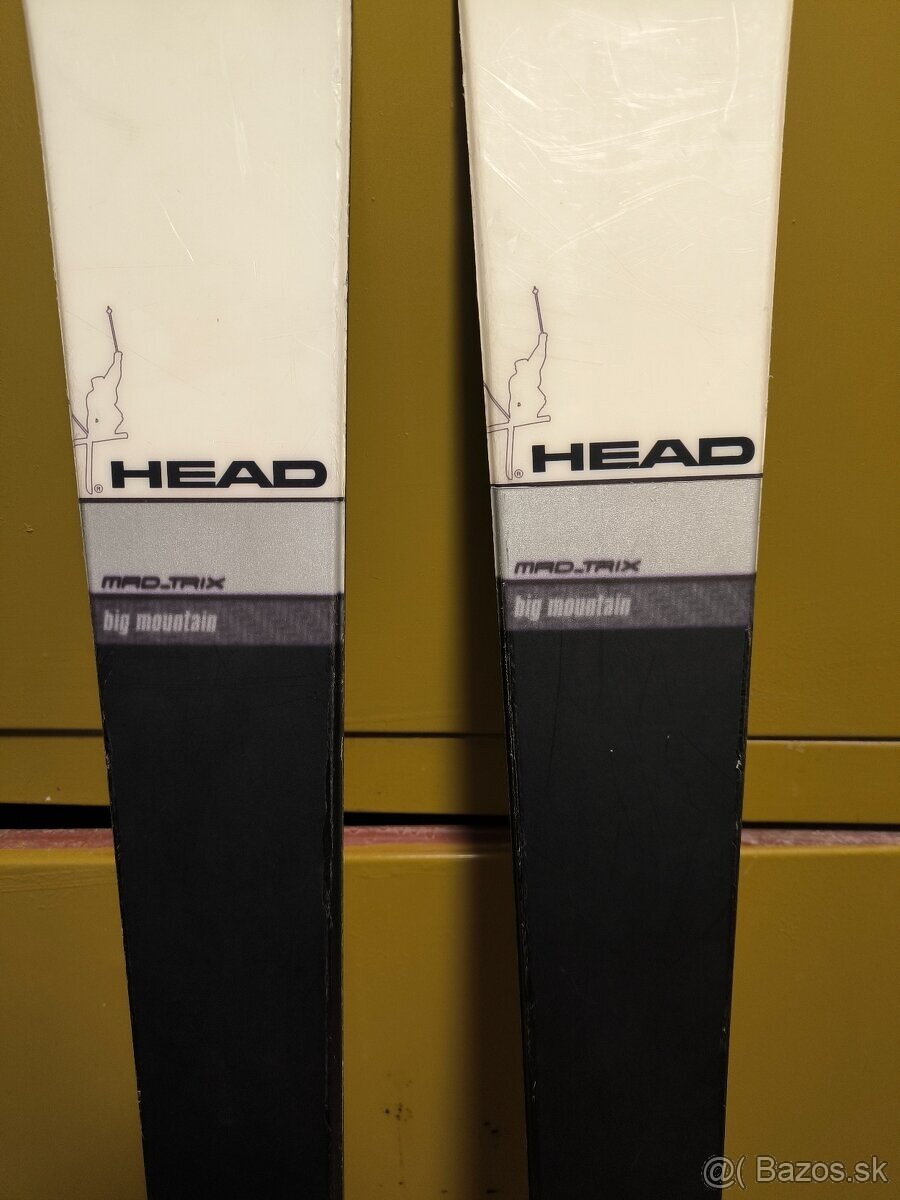 HEAD
®
MAD_TRIX
big mountain
HEAD
®
MAD_TRIX
big mountain
@( Bazos.sk